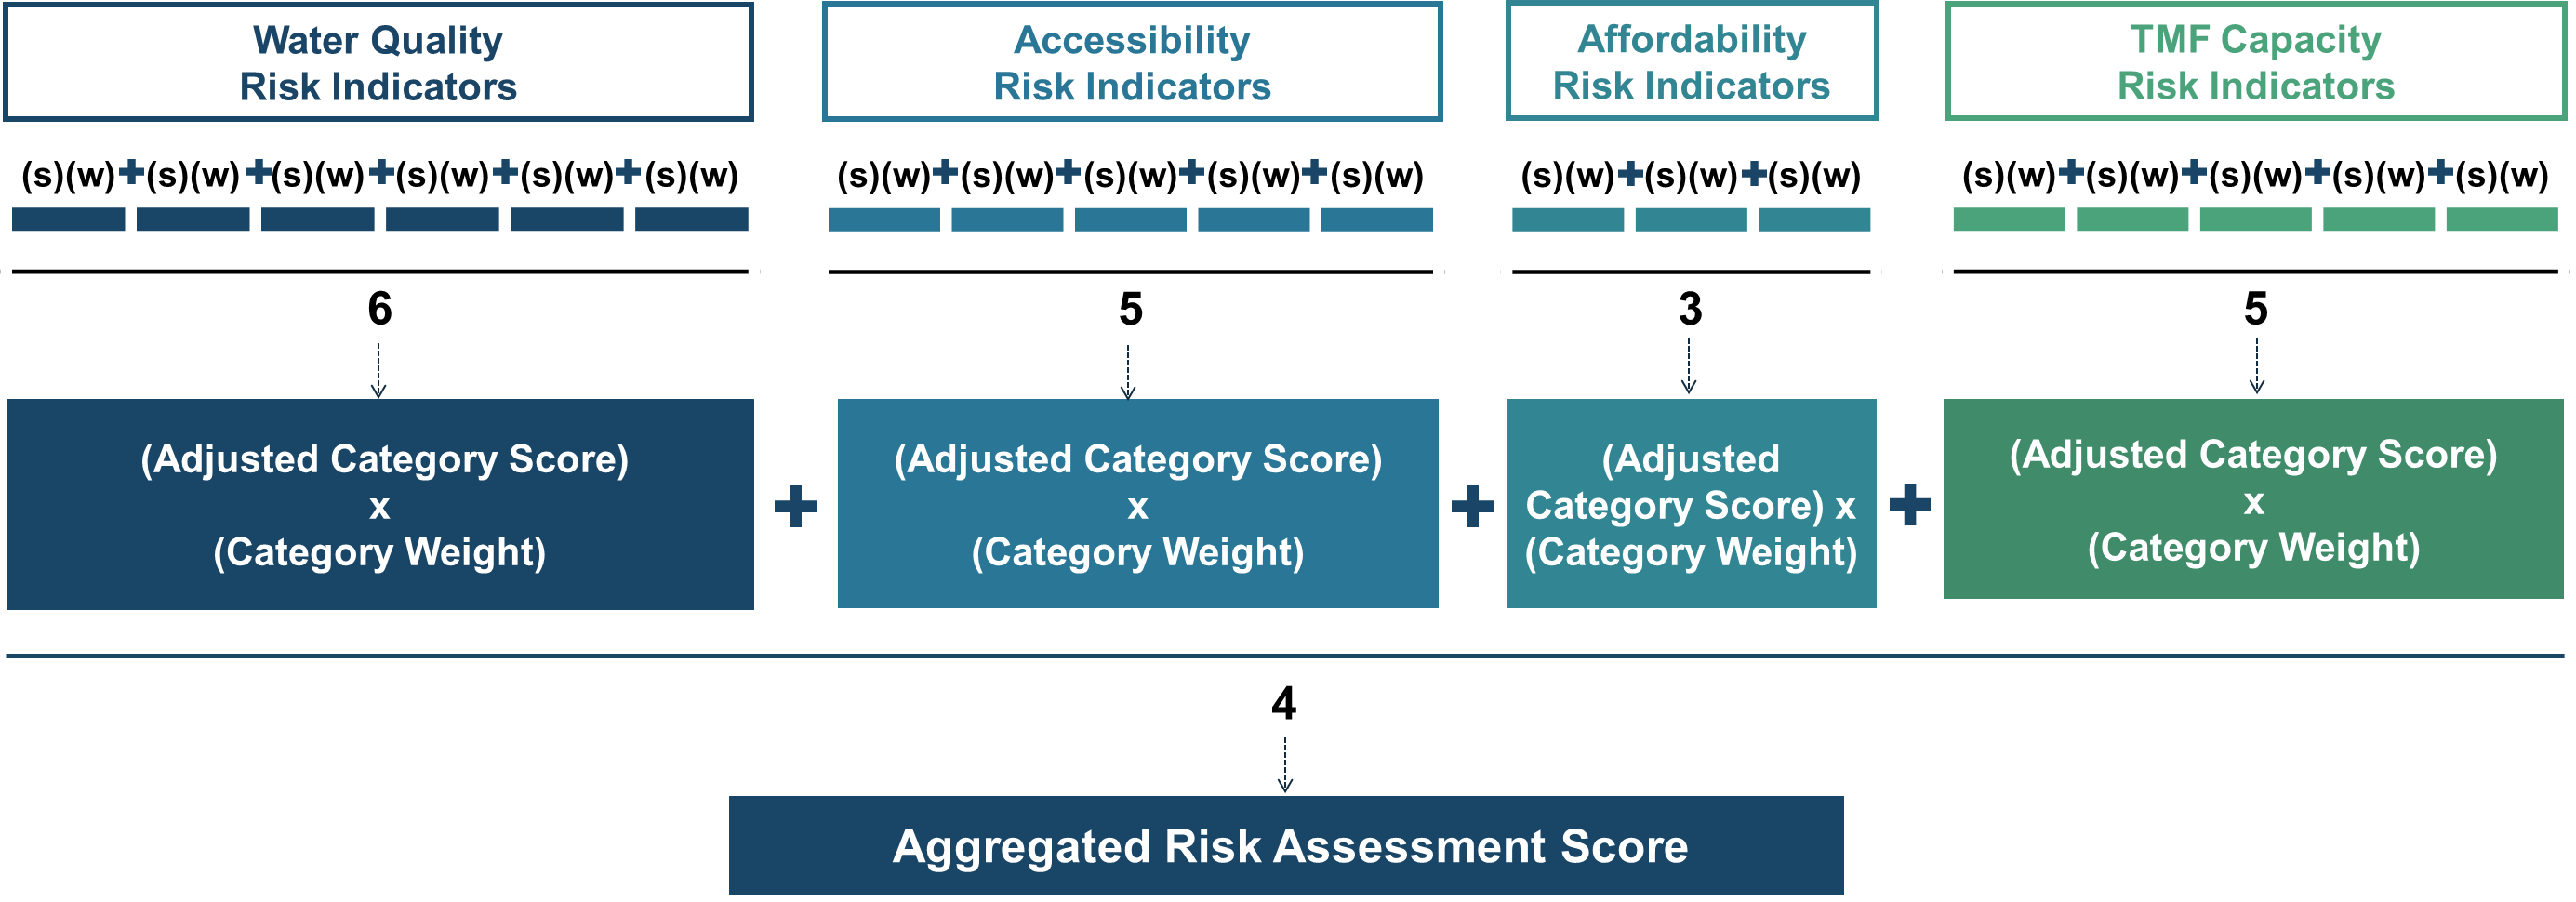 Water Quality
Risk Indicators
Accessibility
Risk Indicators
Affordability
Risk Indicators
TMF Capacity
Risk Indicators
(s)(w)+(s)(w)+(s)(w)+(s)(w)+(s)(w)+(s)(w)
(s)(w)+(s)(w)+(s)(w)+(s)(w)+(s)(w)
(s)(w)+(s)(w)+(s)(w)
(s)(w)+(s)(w)+(s)(w)+(s)(w)+(s)(w)
6
5
3
5
(Adjusted Category Score)
x
(Category Weight)
+
(Adjusted Category Score)
x
(Category Weight)
+
(Adjusted
Category Score) x
(Category Weight)
+
(Adjusted Category Score)
x
(Category Weight)
4
Aggregated Risk Assessment Score